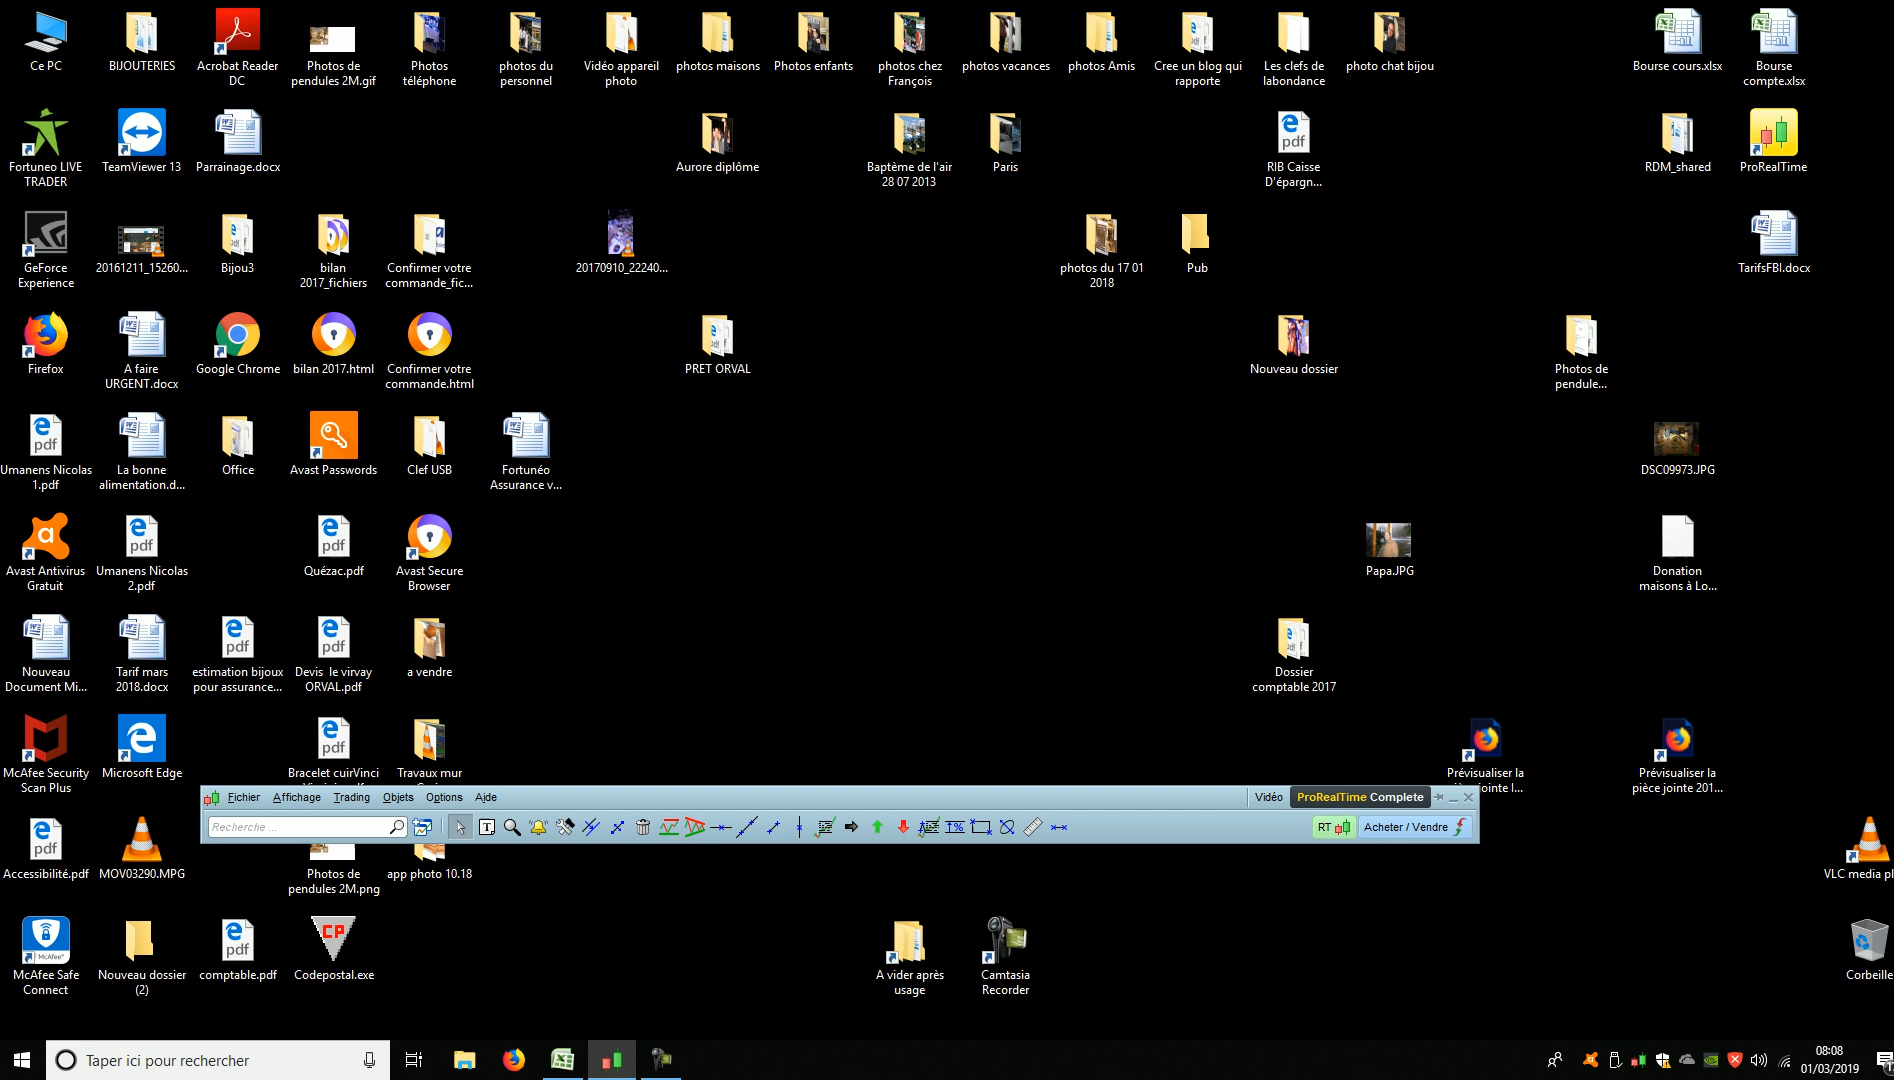 Ce PC
BIJOUTERIES
Acrobat Reader
DC
Photos de
pendules 2M.gif
Photos
téléphone
photos du
personnel
Vidéo appareil
photo
photos maisons
Photos enfants
photos chez
François
photos vacances
photos Amis
Cree un blog qui
rapporte
Les clefs de
labondance
photo chat bijou
Bourse cours.xlsx
Bourse
compte.xlsx
Fortuneo LIVE
TRADER
TeamViewer 13
Parrainage.docx
Aurore diplôme
Baptème de l'air
28 07 2013
Paris
pdf
RIB Caisse
D'épargn...
RDM_shared
ProRealTime
GeForce
Experience
20161211_15260...
Bijou3
bilan
2017_fichiers
Confirmer votre
commande_fic...
20170910_22240...
photos du 17 01
2018
Pub
TarifsFBI.docx
Firefox
A faire
URGENT.docx
Google Chrome
bilan 2017.html
Confirmer votre
commande.html
PRET ORVAL
Nouveau dossier
Photos de
pendule...
pdf
Umanens Nicolas
1.pdf
La bonne
alimentation.d...
Office
Avast Passwords
Clef USB
Fortunéo
Assurance v...
DSC09973.JPG
Avast Antivirus
Gratuit
pdf
Umanens Nicolas
2.pdf
pdf
Quézac.pdf
Avast Secure
Browser
Papa.JPG
Donation
maisons à Lo...
Nouveau
Document Mi...
Tarif mars
2018.docx
pdf
estimation bijoux
pour assurance...
pdf
Devis le virvay
ORVAL.pdf
a vendre
Dossier
comptable 2017
McAfee Security
Scan Plus
Microsoft Edge
pdf
Bracelet cuirVinci
Travaux mur
Prévisualiser la
Prévisualiser la
pièce jointe 201...
Fichier Affichage Trading Objets Options Aide
Vidéo ProRealTime Complete
Recherche ...
RT Acheter / Vendre
pdf
Accessibilité.pdf
MOV03290.MPG
Photos de
pendules 2M.png
app photo 10.18
VLC media pl
McAfee
McAfee Safe
Connect
Nouveau dossier
(2)
pdf
comptable.pdf
CP
Codepostal.exe
A vider après
usage
Camtasia
Recorder
Corbeille
Taper ici pour rechercher
08:08
01/03/2019